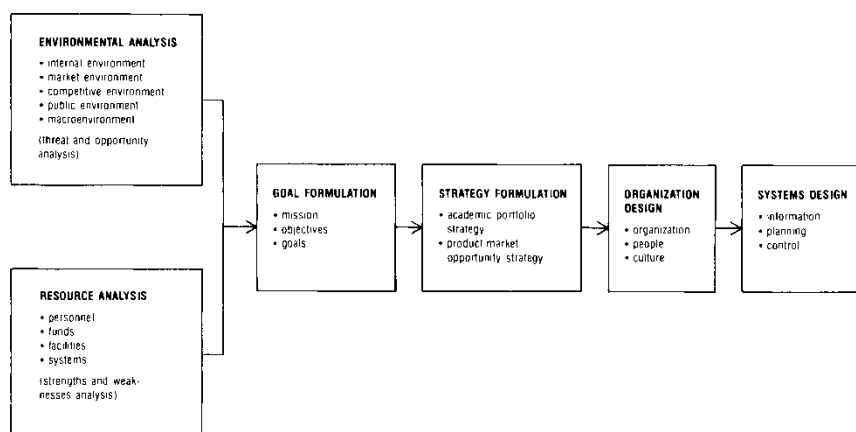 ENVIRONMENTAL ANALYSIS
• internal environment
• market environment
• competitive environment
• public environment
• macroenvironment
(threat and opportunity
analysis)
RESOURCE ANALYSIS
• personnel
• funds
• facilities
• systems
(strengths and weak-
nesses analysis)
GOAL FORMULATION
• mission
• objectives
• goals
STRATEGY FORMULATION
• academic portfolio
strategy
• product market
opportunity strategy
ORGANIZATION
DESIGN
• organization
• people
• culture
SYSTEMS DESIGN
• information
• planning
• control